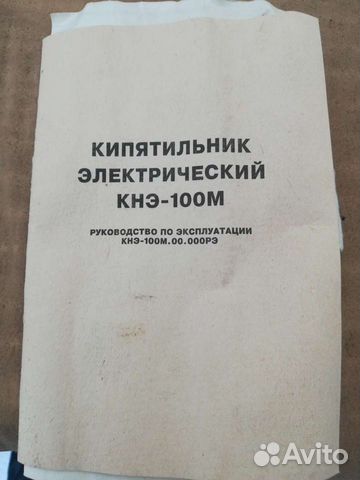 КИПЯТИЛЬНИК
ЭЛЕКТРИЧЕСКИЙ
КНЭ-100М
РУКОВОДСТВО ПО ЭКСПЛУАТАЦИИ
КНЭ-100М.00.000РЭ
Avito